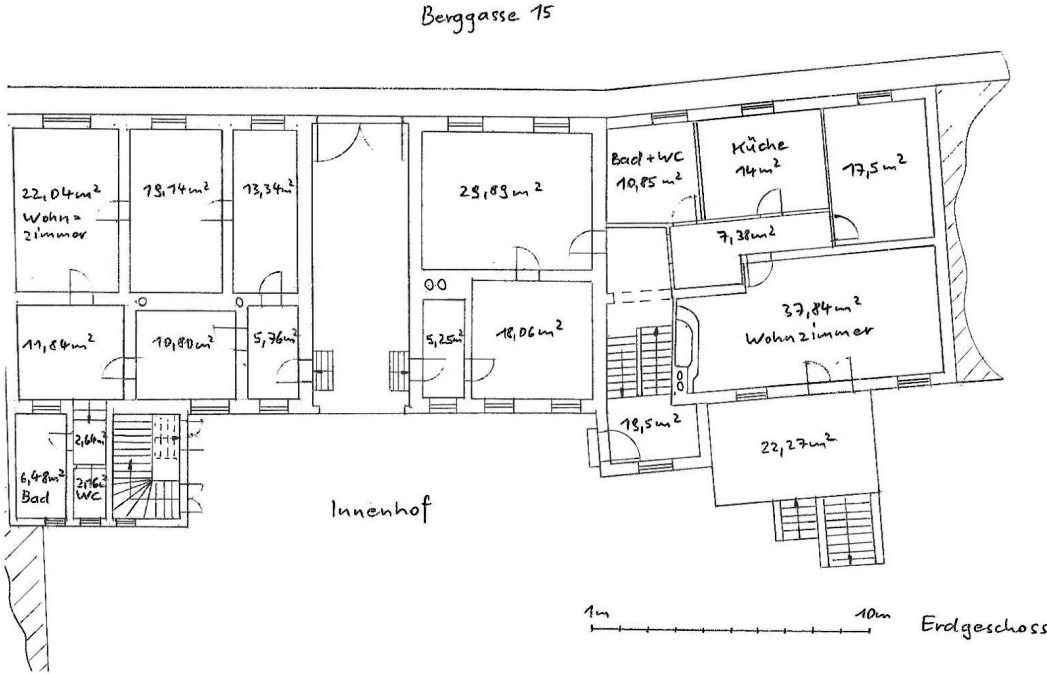 Berggasse 15
22,04m²
Wohn=
zimmer
19,14m²
13,34m²
29,89m²
Bad+WC
10,85m²
Küche
14m²
17,5m²
7,38m²
11,84m²
10,80m²
5,76m²
5,25m²
18,06m²
37,84m²
Wohnzimmer
2,64m²
6,48m²
Bad
2,16m²
WC
19,5m²
22,27m²
Innenhof
1m
10m
Erdgeschoss